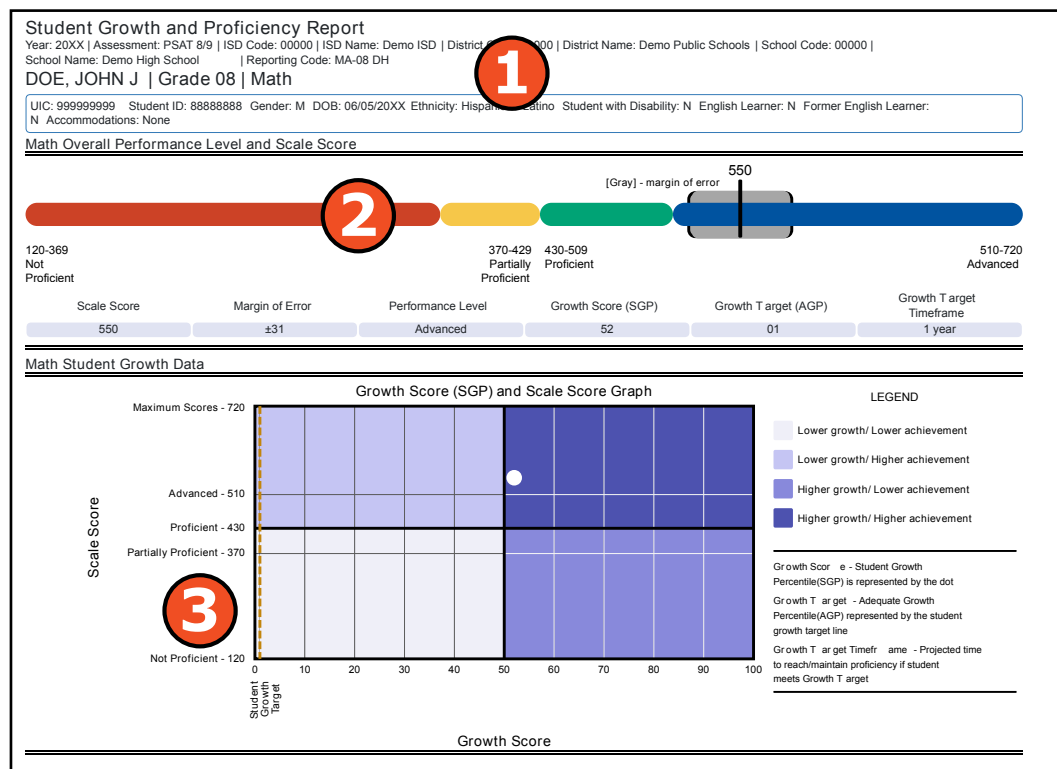 Student Growth and Proficiency Report
Year: 20XX | Assessment: PSAT 8/9 | ISD Code: 00000 | ISD Name: Demo ISD | District 000 | District Name: Demo Public Schools | School Code: 00000 |
School Name: Demo High School | Reporting Code: MA-08 DH
DOE, JOHN J | Grade 08 | Math
1
UIC: 999999999 Student ID: 88888888 Gender: M DOB: 06/05/20XX Ethnicity: Student with Disability: N English Learner: N Former English Learner:
N Accommodations: None
Math Overall Performance Level and Scale Score
550
[Gray] - margin of error
2
120-369
Not
Proficient
370-429
Partially
Proficient
430-509
Proficient
510-720
Advanced
Scale Score Margin of Error Performance Level Growth Score (SGP) Growth T arget (AGP) Growth T arget
Timeframe
550 ±31 Advanced 52 01 1 year
Math Student Growth Data
Growth Score (SGP) and Scale Score Graph
Maximum Scores - 720
Advanced - 510
Proficient - 430
Partially Proficient - 370
Not Proficient - 120
Scale Score
3
0 10 20 30 40 50 60 70 80 90 100
Student
Growth
Target
Growth Score
LEGEND
Lower growth/ Lower achievement
Lower growth/ Higher achievement
Higher growth/ Lower achievement
Higher growth/ Higher achievement
Growth Scor e - Student Growth
Percentile(SGP) is represented by the dot
Growth T ar get - Adequate Growth
Percentile(AGP) represented by the student
growth target line
Growth T ar get Timefr ame - Projected time
to reach/maintain proficiency if student
meets Growth T arget